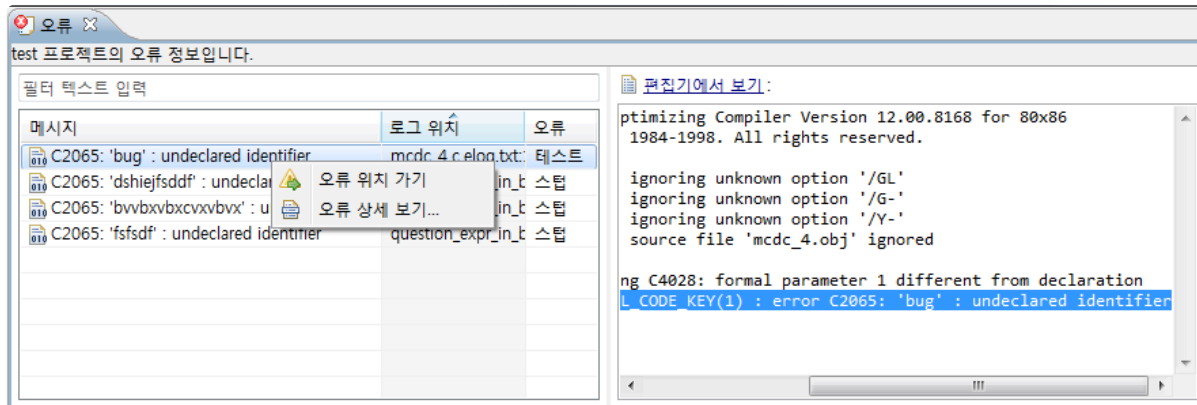 오류
test 프로젝트의 오류 정보입니다.
필터 텍스트 입력
메시지 로그 위치 오류
C2065: 'bug' : undeclared identifier mcdc_4.c.elog.txt: 테스트
C2065: 'dshiejfsddf' : undeclar _in_b 스텁
C2065: 'bvvbxvbxcvxvbvx' : u _in_b 스텁
C2065: 'fsfsdf' : undeclared identifier question_expr_in_b 스텁
오류 위치 가기
오류 상세 보기...
편집기에서 보기:
ptimizing Compiler Version 12.00.8168 for 80x86
1984-1998. All rights reserved.
ignoring unknown option '/GL'
ignoring unknown option '/G-'
ignoring unknown option '/Y-'
source file 'mcdc_4.obj' ignored
ng C4028: formal parameter 1 different from declaration
L_CODE_KEY(1) : error C2065: 'bug' : undeclared identifier